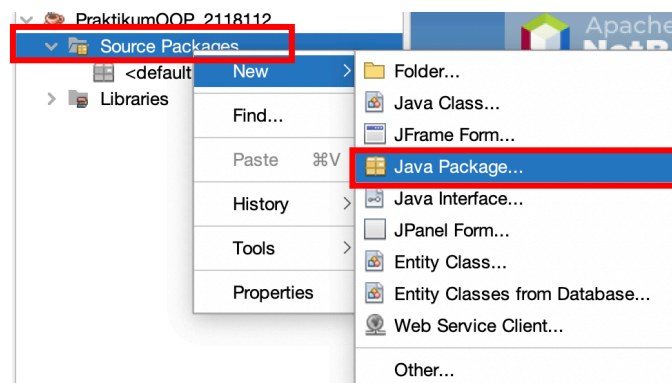 PraktikumOOP_2118112
Source Packages
<default
Libraries
New
Find...
Paste ⌘V
History
Tools
Properties
Folder...
Java Class...
JFrame Form...
Java Package...
Java Interface...
JPanel Form...
Entity Class...
Entity Classes from Database...
Web Service Client...
Other...
Apache
NetB